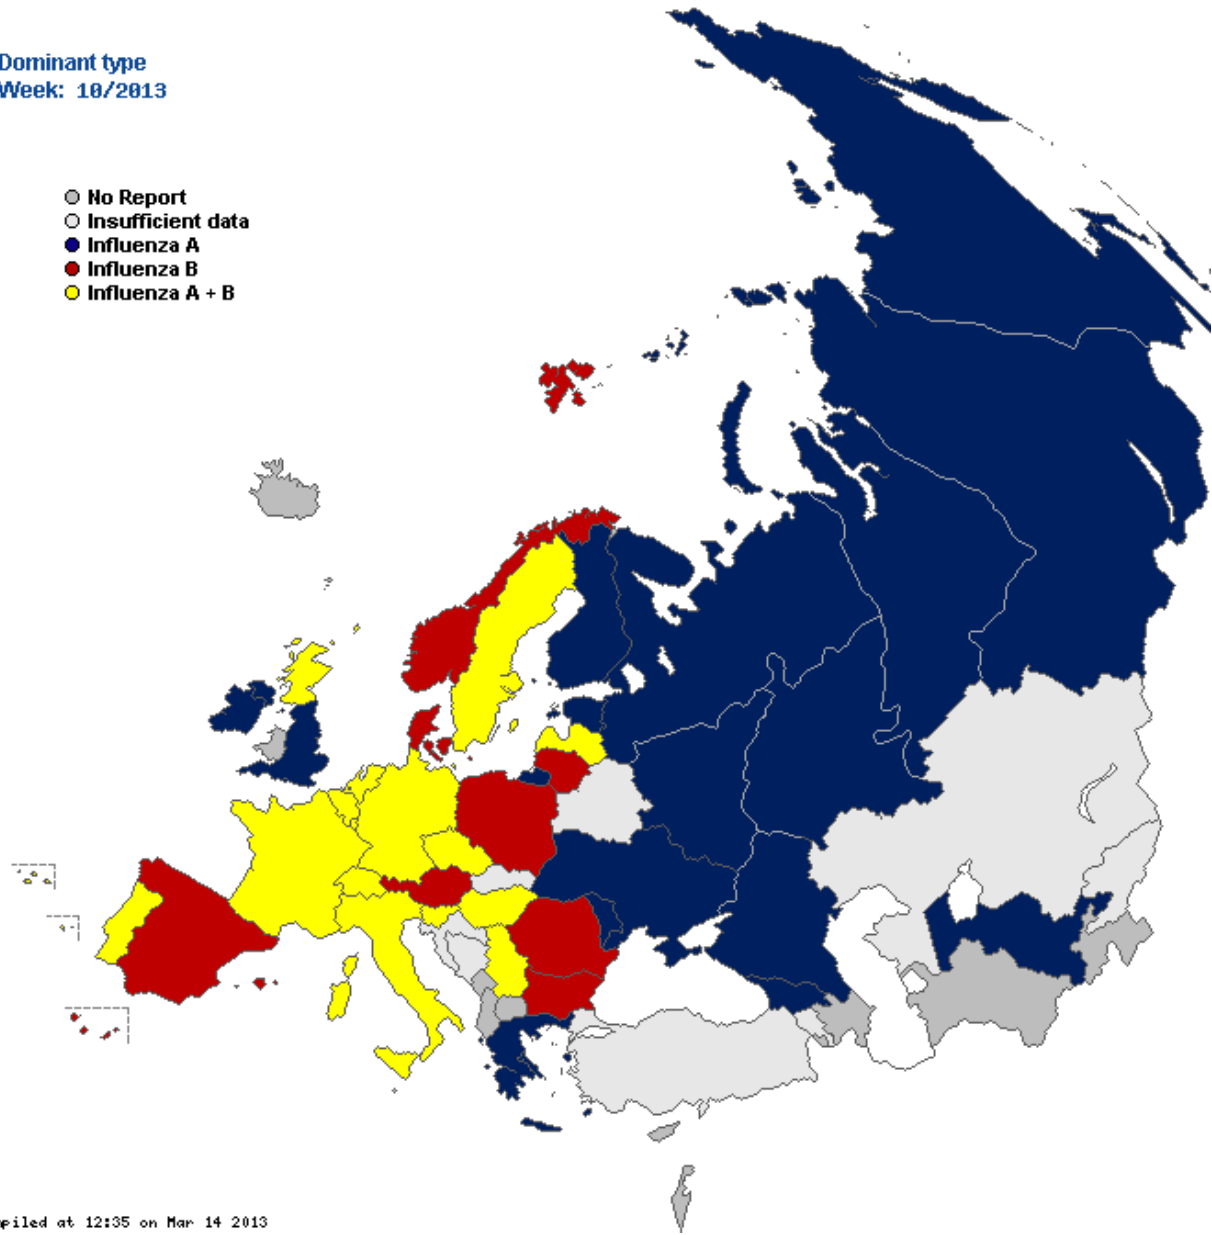 Dominant type
Week: 10/2013
No Report
Insufficient data
Influenza A
Influenza B
Influenza A + B
piled at 12:35 on Mar 14 2013